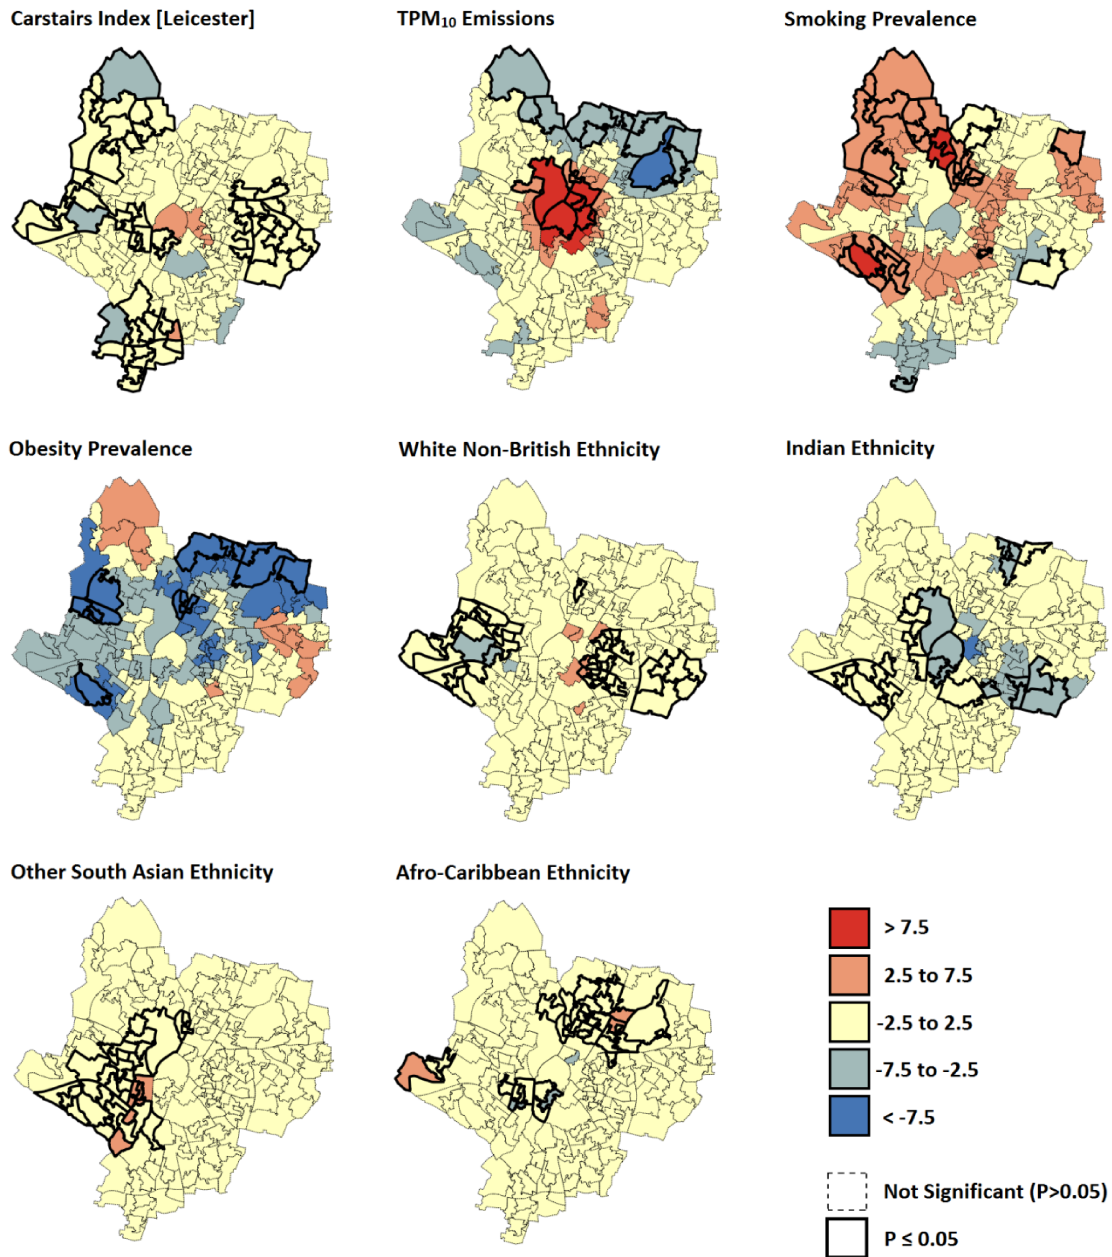 Carstairs Index [Leicester]
TPM₁₀ Emissions
Smoking Prevalence
Obesity Prevalence
White Non-British Ethnicity
Indian Ethnicity
Other South Asian Ethnicity
Afro-Caribbean Ethnicity
> 7.5
2.5 to 7.5
-2.5 to 2.5
-7.5 to -2.5
< -7.5
Not Significant (P>0.05)
P ≤ 0.05